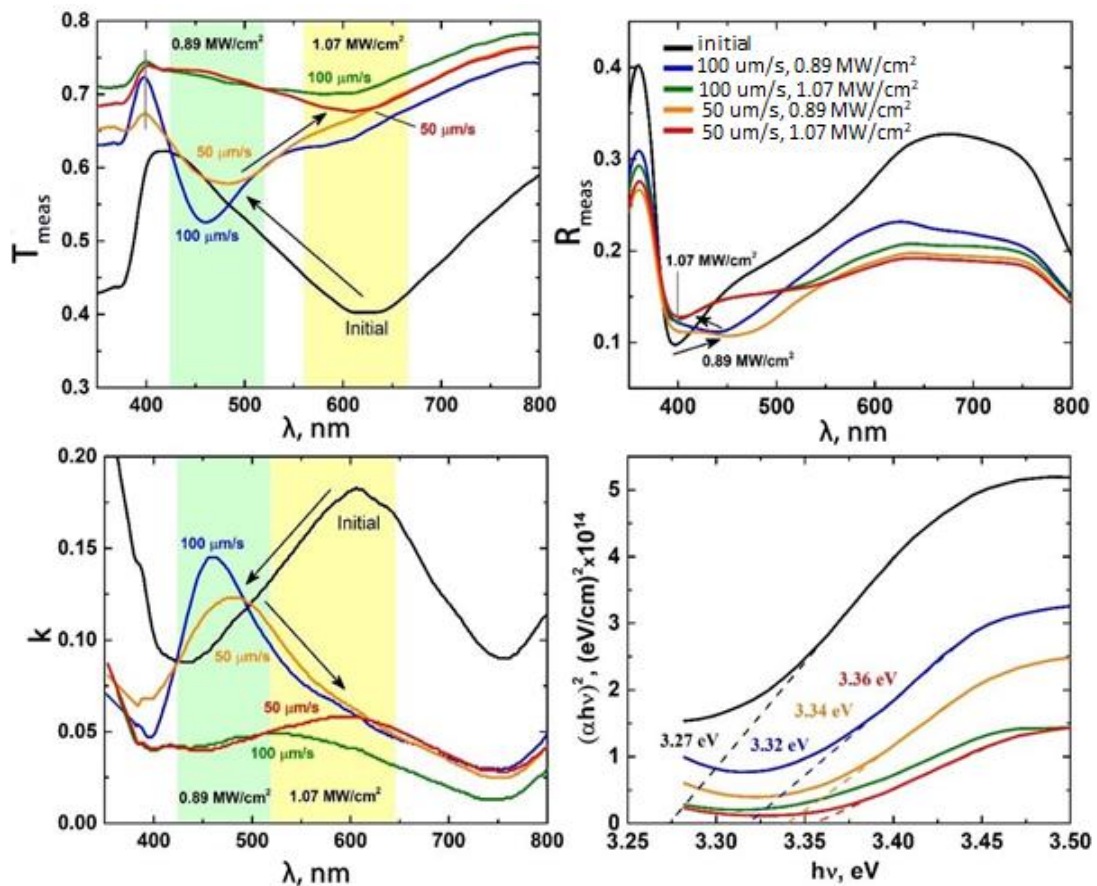 0.8
0.7
0.6
0.5
0.4
0.3
T meas
0.89 MW/cm²
1.07 MW/cm²
100 μm/s
50 μm/s
50 μm/s
100 μm/s
Initial
400 500 600 700 800
λ, nm
0.4
0.3
0.2
0.1
R meas
initial
100 um/s, 0.89 MW/cm²
100 um/s, 1.07 MW/cm²
50 um/s, 0.89 MW/cm²
50 um/s, 1.07 MW/cm²
1.07 MW/cm²
0.89 MW/cm²
400 500 600 700 800
λ, nm
0.20
0.15
0.10
0.05
0.00
k
100 μm/s
Initial
50 μm/s
50 μm/s
100 μm/s
0.89 MW/cm²
1.07 MW/cm²
400 500 600 700 800
λ, nm
5
4
3
2
1
0
(αhν)², (eV/cm)²×10¹⁴
3.36 eV
3.34 eV
3.27 eV
3.32 eV
3.25 3.30 3.35 3.40 3.45 3.50
hν, eV